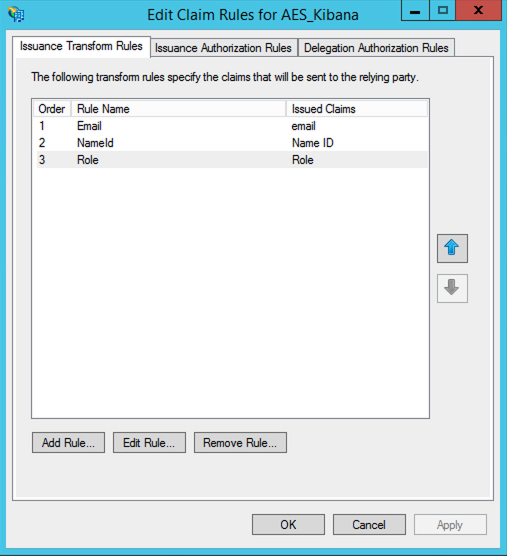 Edit Claim Rules for AES_Kibana
Issuance Transform Rules Issuance Authorization Rules Delegation Authorization Rules
The following transform rules specify the claims that will be sent to the relying party.
Order Rule Name Issued Claims
1 Email email
2 NameId Name ID
3 Role Role
Add Rule... Edit Rule... Remove Rule...
OK Cancel Apply